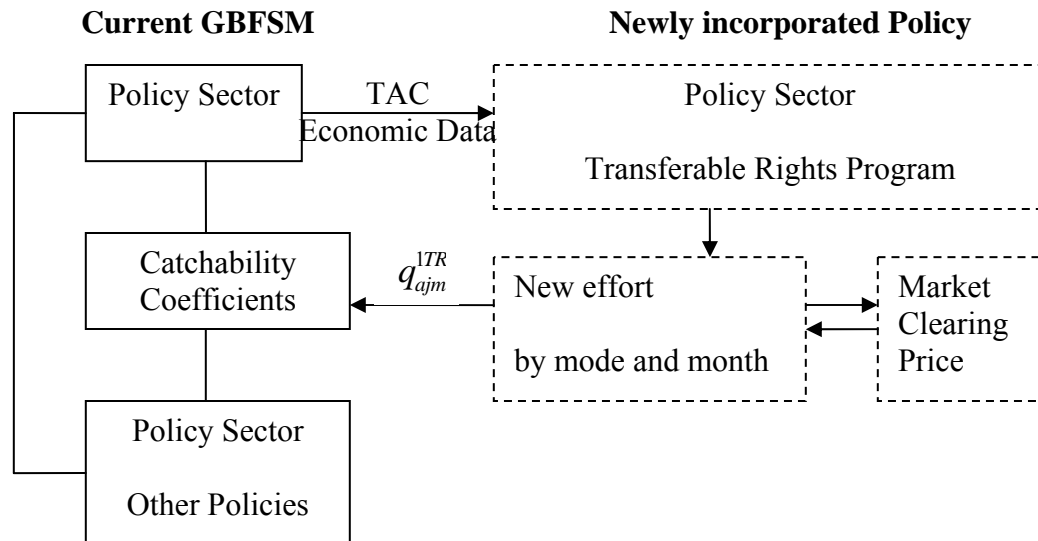 Current GBFSM
Newly incorporated Policy
Policy Sector
TAC
Economic Data
Policy Sector
Transferable Rights Program
Catchability
Coefficients
q_{ajm}^{1TR}
New effort
by mode and month
Market
Clearing
Price
Policy Sector
Other Policies